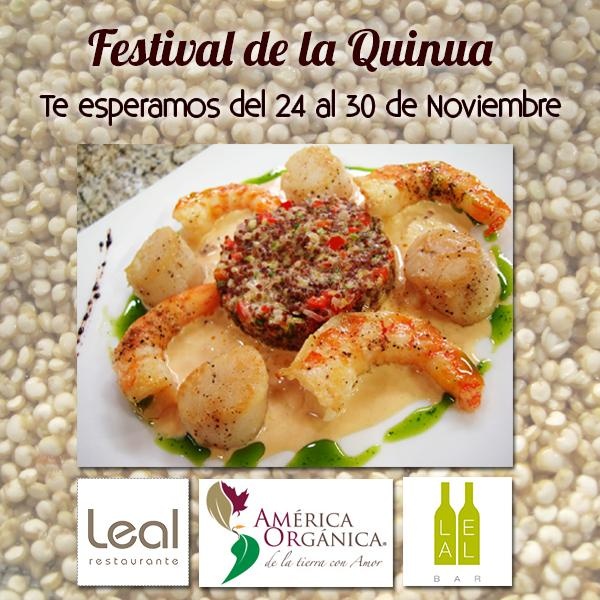 Festival de la Quinua
Te esperamos del 24 al 30 de Noviembre
Leal
restaurante
AMÉRICA
ORGÁNICA®
de la tierra con Amor
LE
AL
BAR